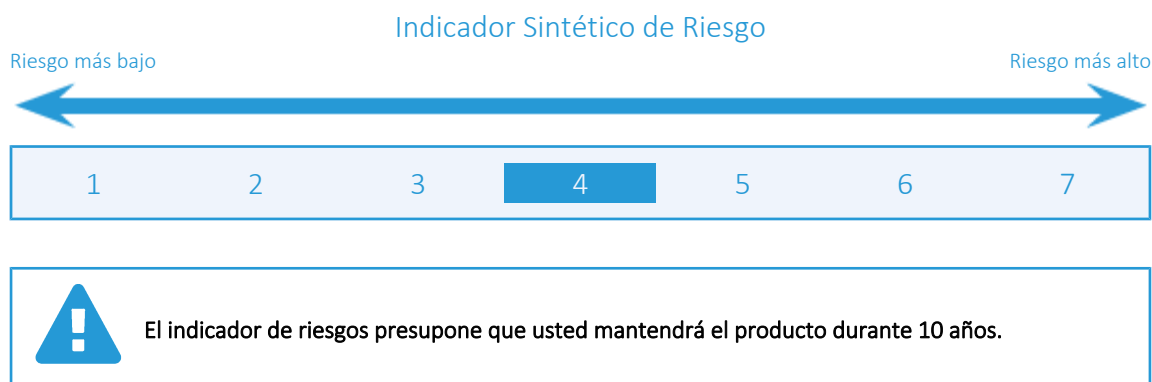 Indicador Sintético de Riesgo
Riesgo más bajo Riesgo más alto
1 2 3 4 5 6 7
El indicador de riesgos presupone que usted mantendrá el producto durante 10 años.